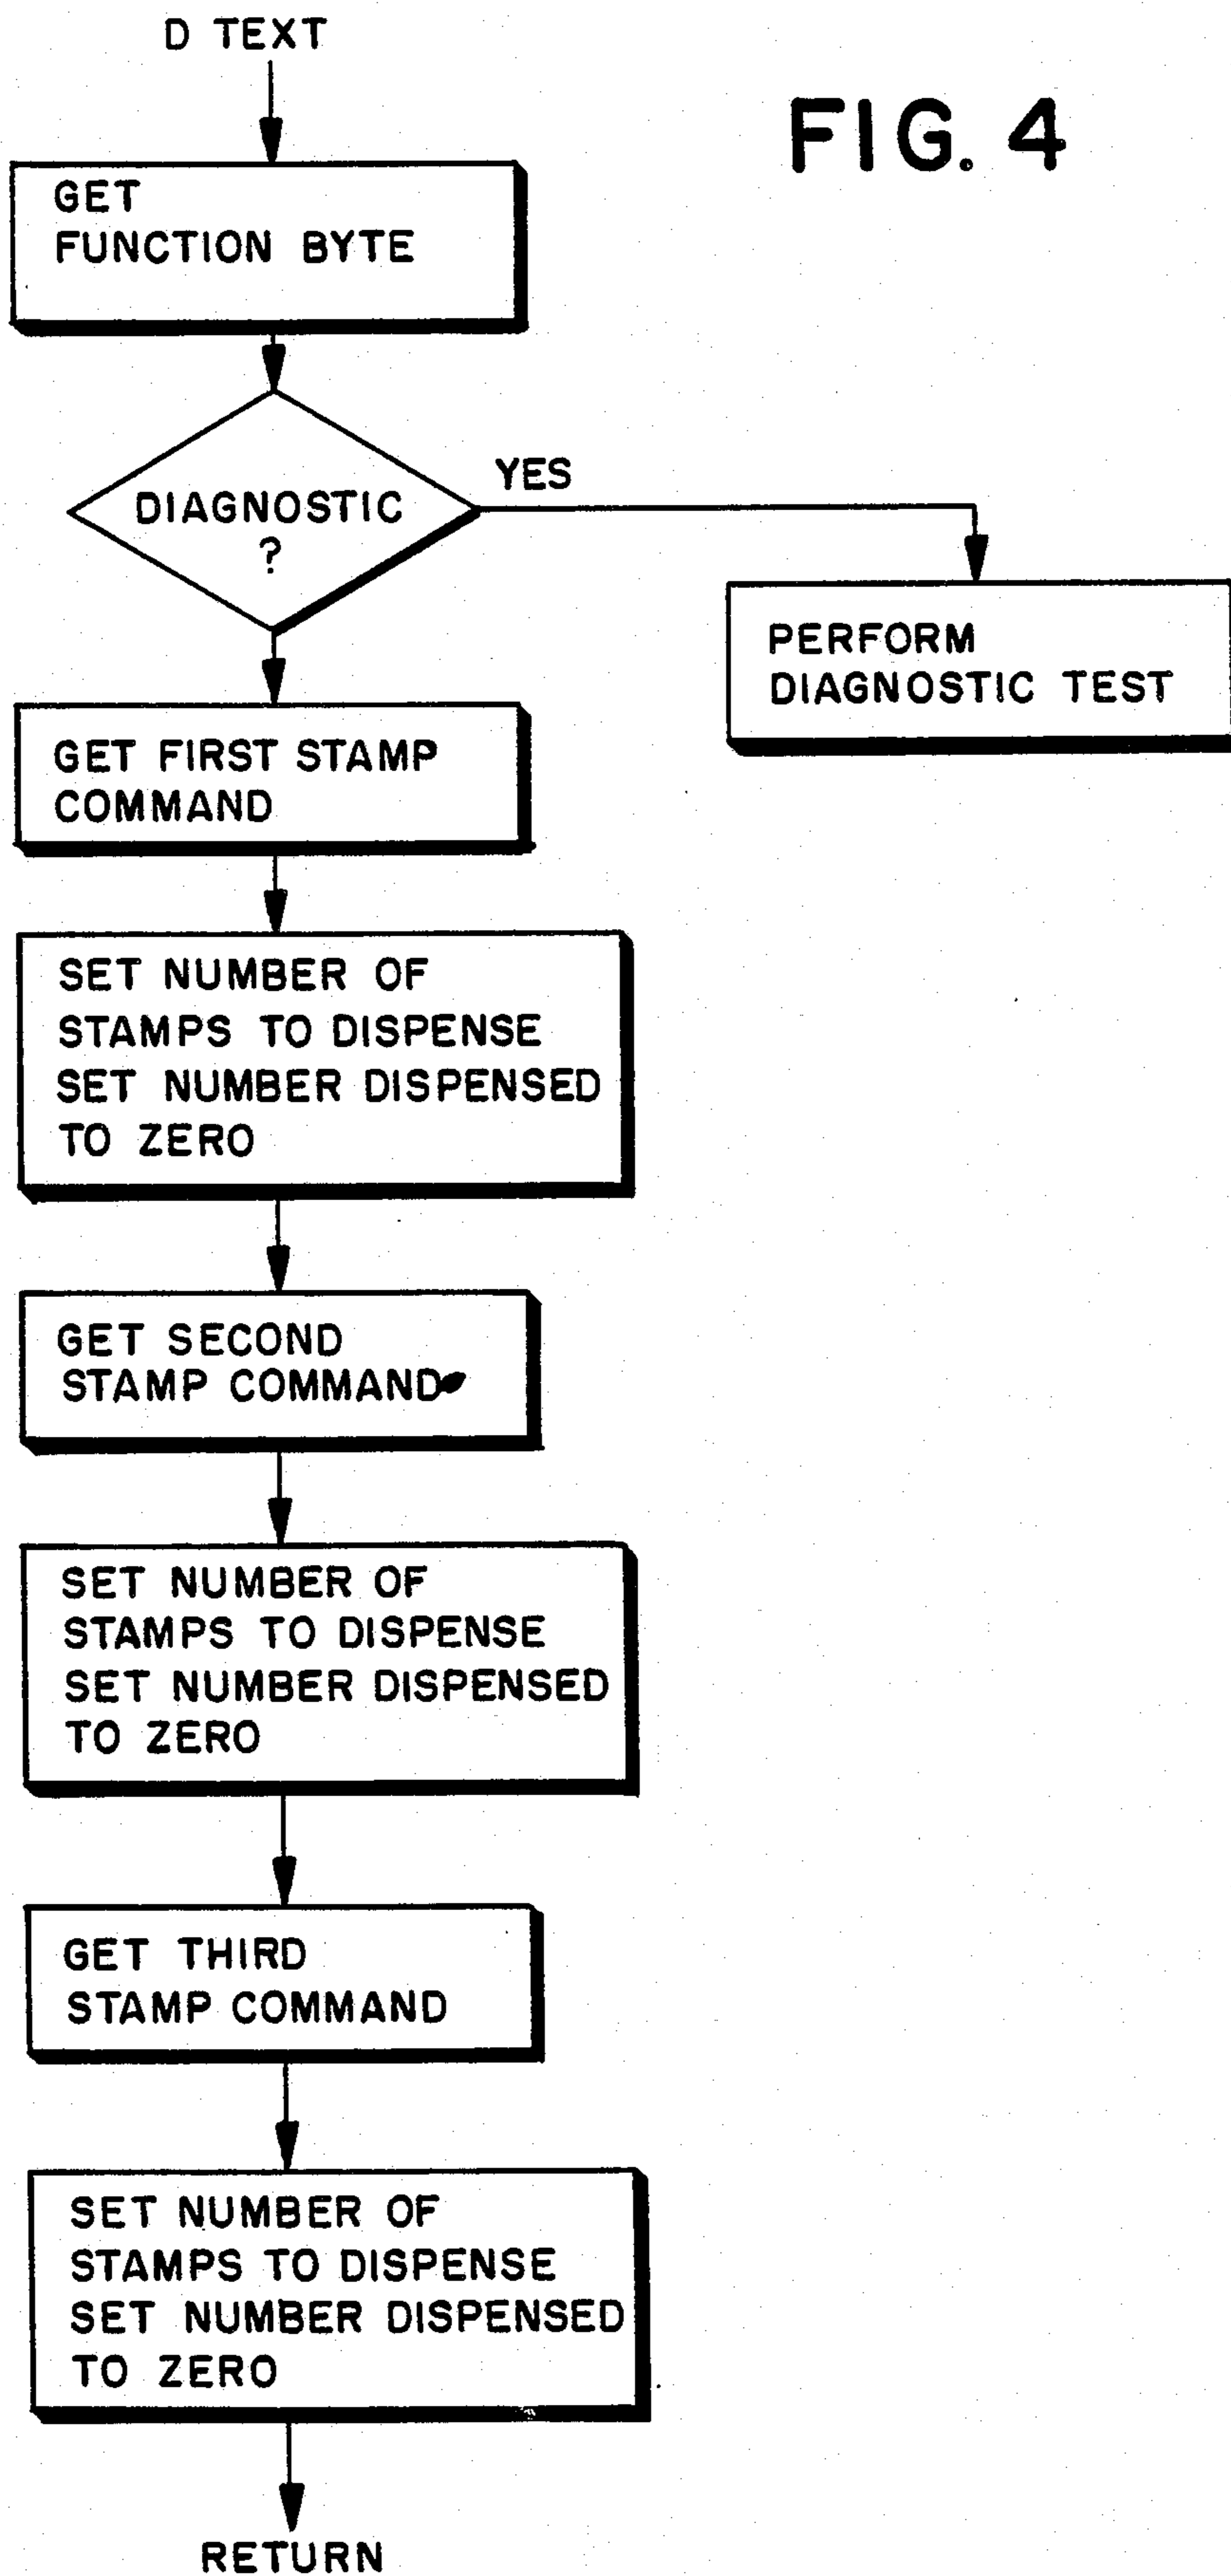 D TEXT
FIG. 4
GET
FUNCTION BYTE
DIAGNOSTIC
?
YES
PERFORM
DIAGNOSTIC TEST
GET FIRST STAMP
COMMAND
SET NUMBER OF
STAMPS TO DISPENSE
SET NUMBER DISPENSED
TO ZERO
GET SECOND
STAMP COMMAND
SET NUMBER OF
STAMPS TO DISPENSE
SET NUMBER DISPENSED
TO ZERO
GET THIRD
STAMP COMMAND
SET NUMBER OF
STAMPS TO DISPENSE
SET NUMBER DISPENSED
TO ZERO
RETURN